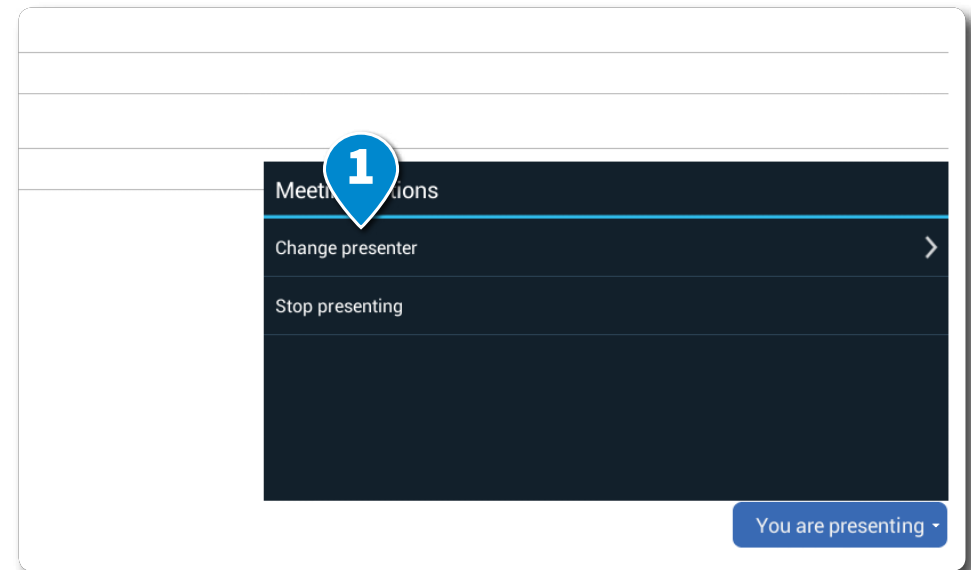 1
Meeti tions
Change presenter
Stop presenting
You are presenting